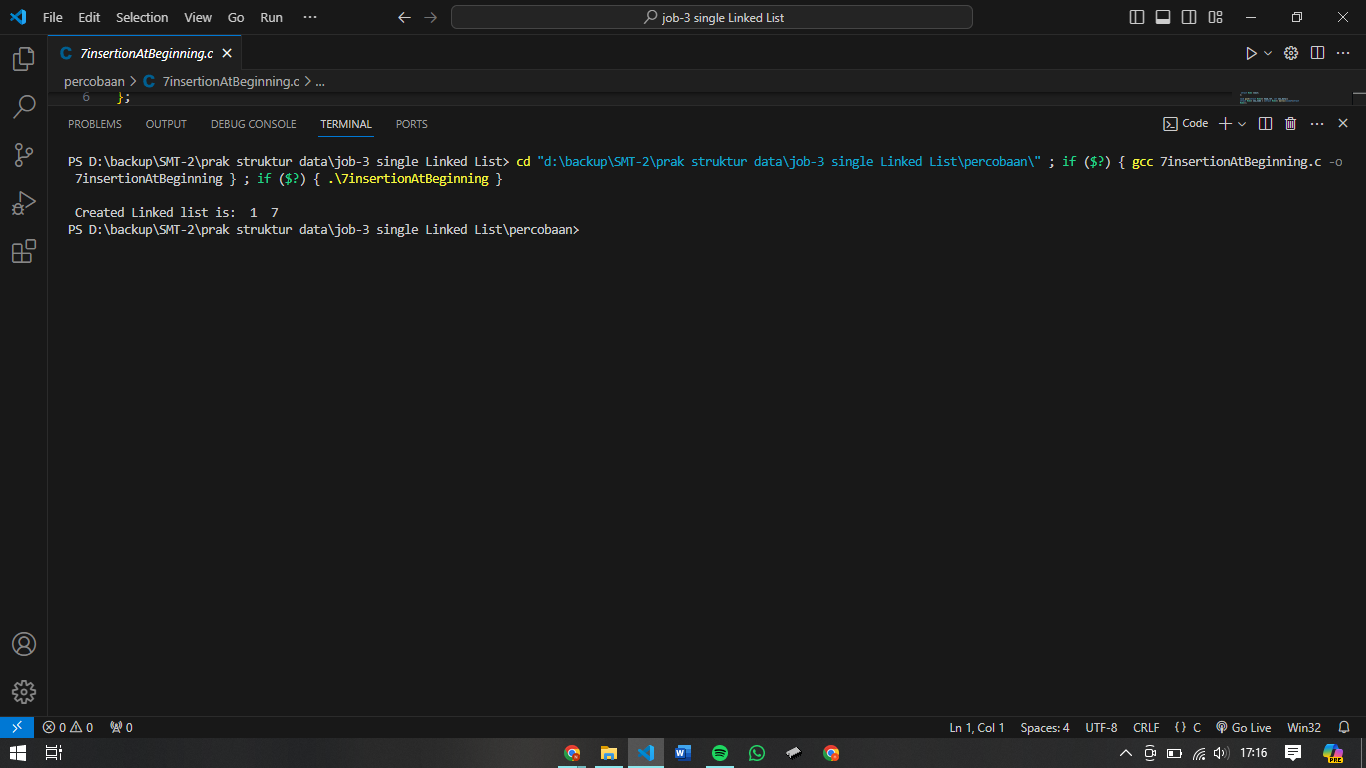 File Edit Selection View Go Run ··· job-3 single Linked List
C 7insertionAtBeginning.c
percobaan > C 7insertionAtBeginning.c > ...
6 };
PROBLEMS OUTPUT DEBUG CONSOLE TERMINAL PORTS Code
PS D:\backup\SMT-2\prak struktur data\job-3 single Linked List> cd "d:\backup\SMT-2\prak struktur data\job-3 single Linked List\percobaan\" ; if ($?) { gcc 7insertionAtBeginning.c -o
7insertionAtBeginning } ; if ($?) { .\7insertionAtBeginning }
Created Linked list is: 1 7
PS D:\backup\SMT-2\prak struktur data\job-3 single Linked List\percobaan>
0 0 0 Ln 1, Col 1 Spaces: 4 UTF-8 CRLF {} C Go Live Win32
17:16